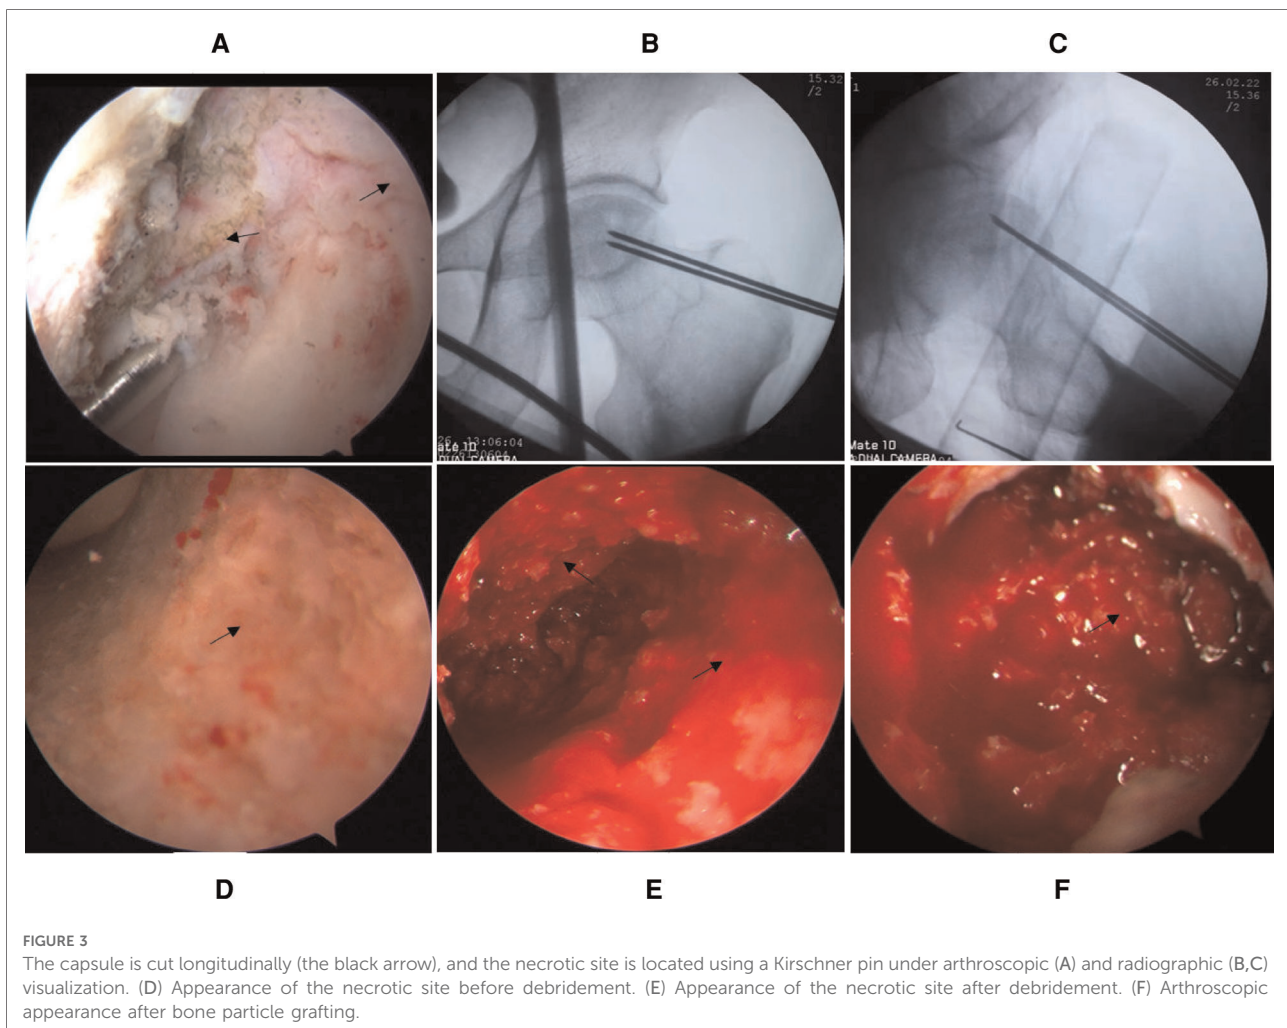 A
B
C
15.32
/2
1
26.02.22
15.36
/2
26. 13:06:04
ate 10
DUAL CAMERA
Mate 10
DUAL CAMERA
D
E
F
FIGURE 3
The capsule is cut longitudinally (the black arrow), and the necrotic site is located using a Kirschner pin under arthroscopic (A) and radiographic (B,C)
visualization. (D) Appearance of the necrotic site before debridement. (E) Appearance of the necrotic site after debridement. (F) Arthroscopic
appearance after bone particle grafting.